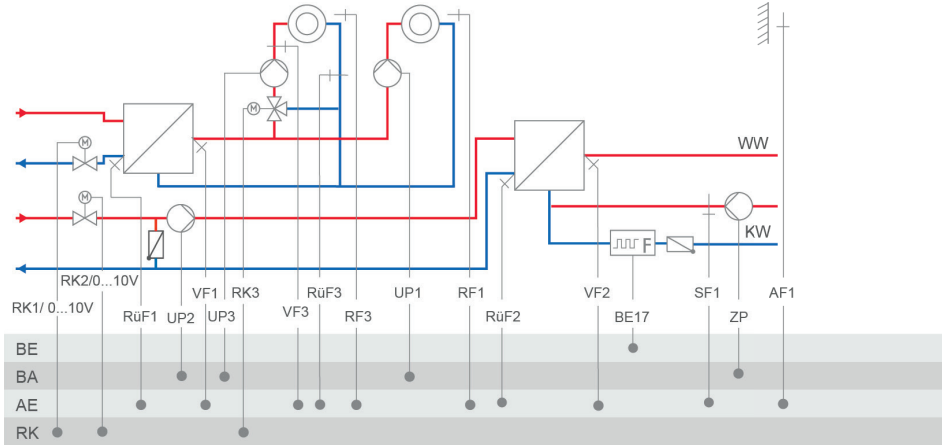 M
M
M
WW
KW
F
RK1/ 0...10V
RK2/0...10V
RüF1
UP2
VF1
UP3
RK3
VF3
RüF3
RF3
UP1
RF1
RüF2
VF2
BE17
SF1
ZP
AF1
BE
BA
AE
RK